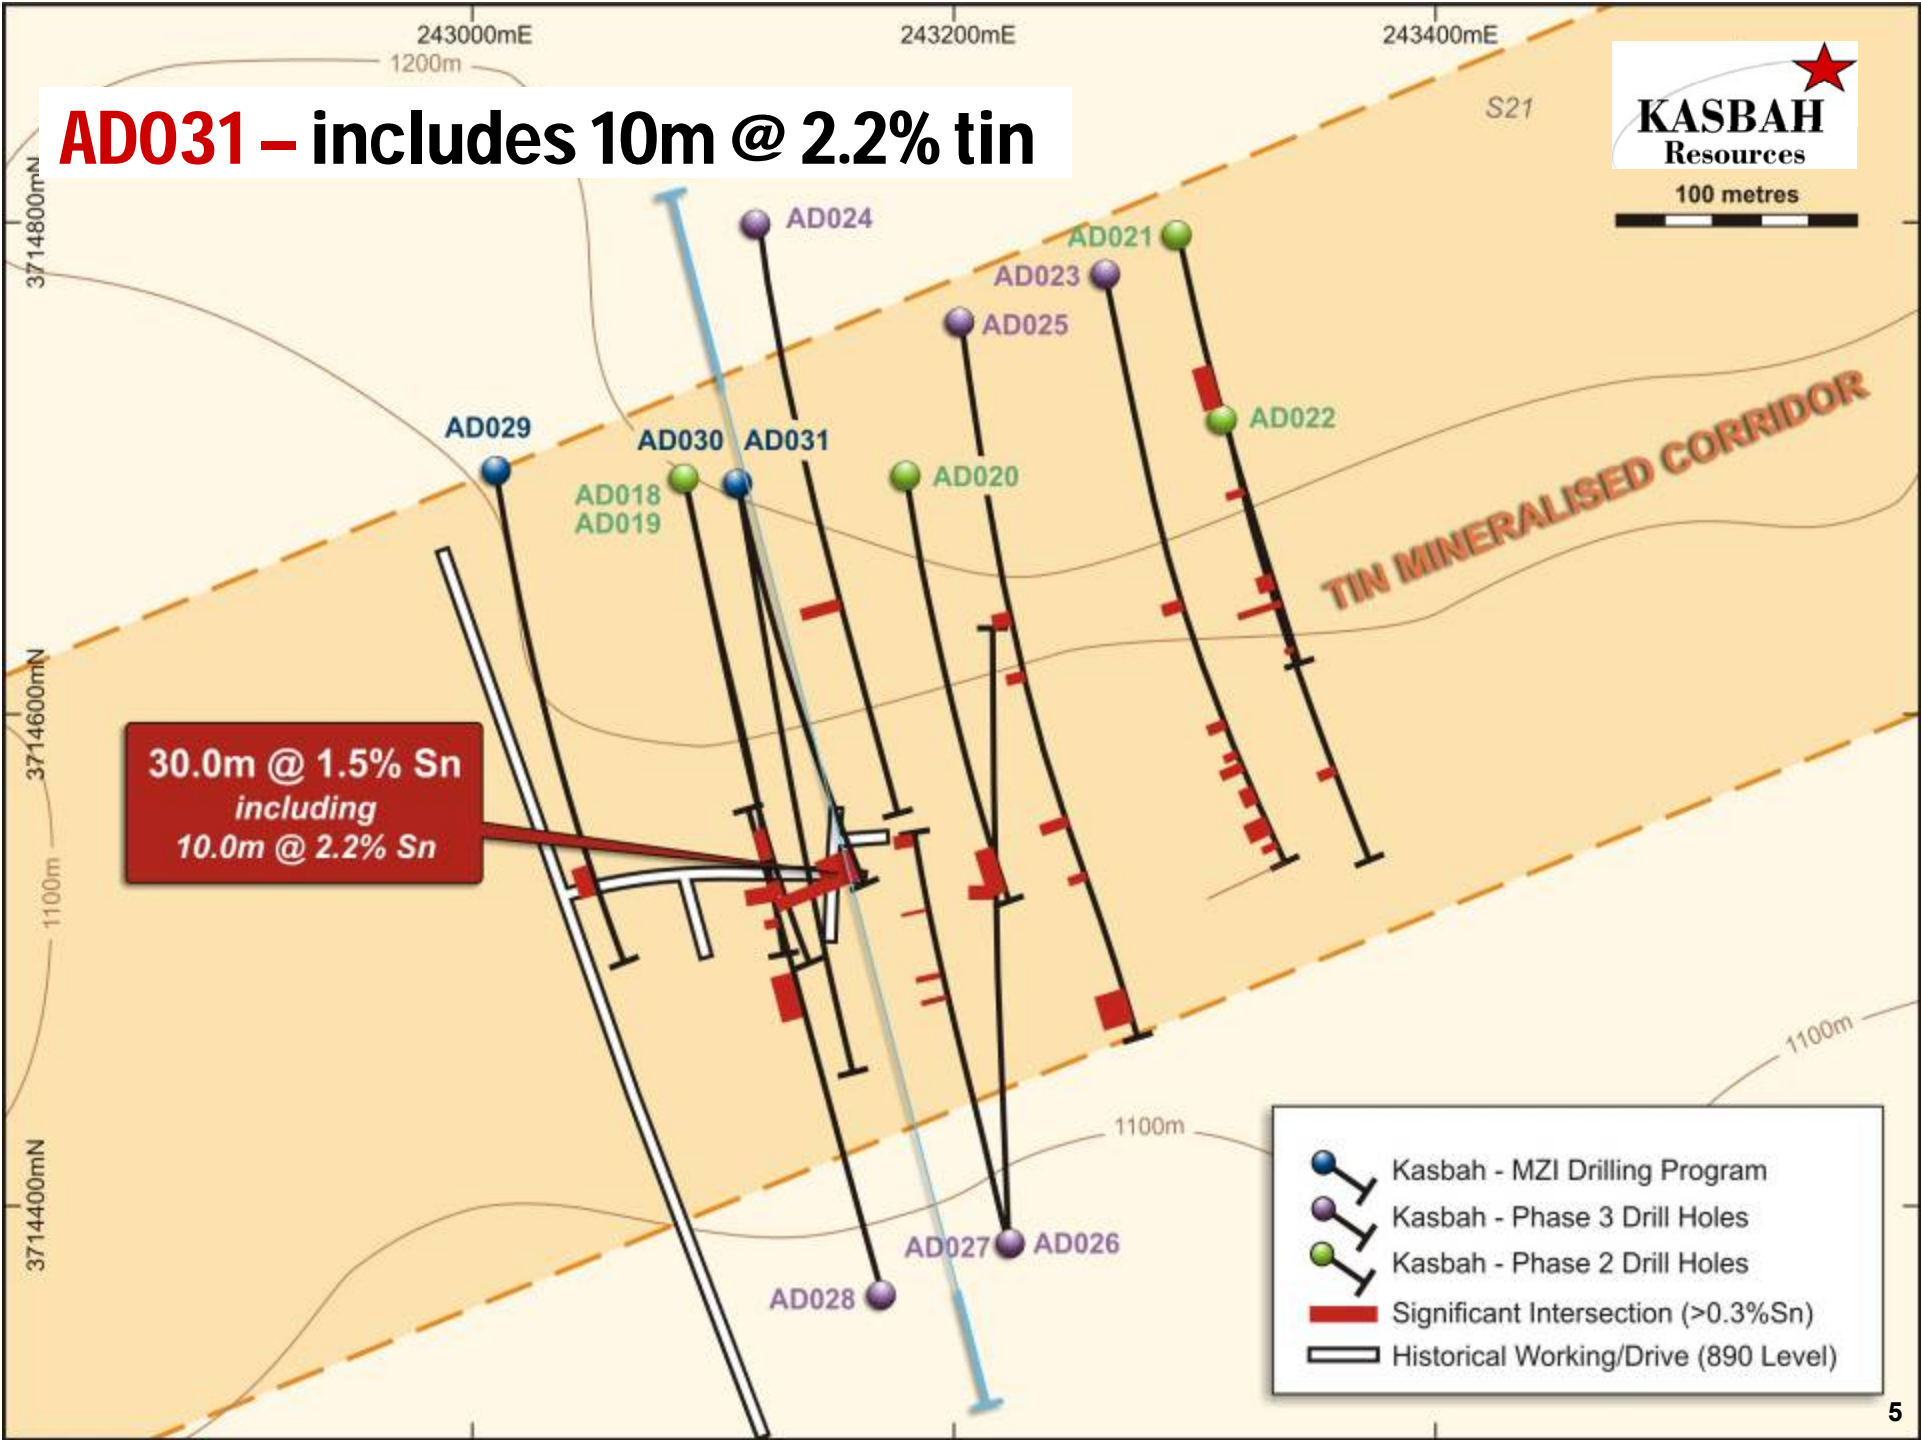 243000mE
243200mE
243400mE
1200m
AD031 – includes 10m @ 2.2% tin
S21
KASBAH
Resources
100 metres
3714800mN
AD024
AD021
AD023
AD025
AD029
AD030
AD031
AD022
AD018
AD019
AD020
TIN MINERALISED CORRIDOR
3714600mN
30.0m @ 1.5% Sn
including
10.0m @ 2.2% Sn
1100m
1100m
1100m
3714400mN
AD027
AD026
AD028
Kasbah - MZI Drilling Program
Kasbah - Phase 3 Drill Holes
Kasbah - Phase 2 Drill Holes
Significant Intersection (>0.3%Sn)
Historical Working/Drive (890 Level)
5